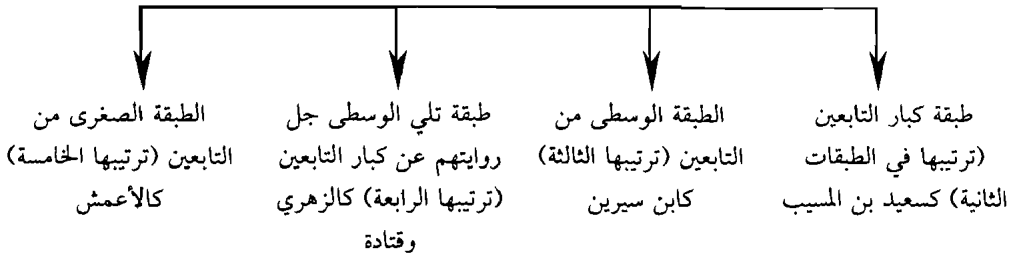 طبقة كبار التابعين
(ترتيبها في الطبقات
الثانية) كسعيد بن المسيب
الطبقة الوسطى من
التابعين (ترتيبها الثالثة)
كابن سيرين
طبقة تلي الوسطى جل
روايتهم عن كبار التابعين
(ترتيبها الرابعة) كالزهري
وقتادة
الطبقة الصغرى من
التابعين (ترتيبها الخامسة)
كالأعمش